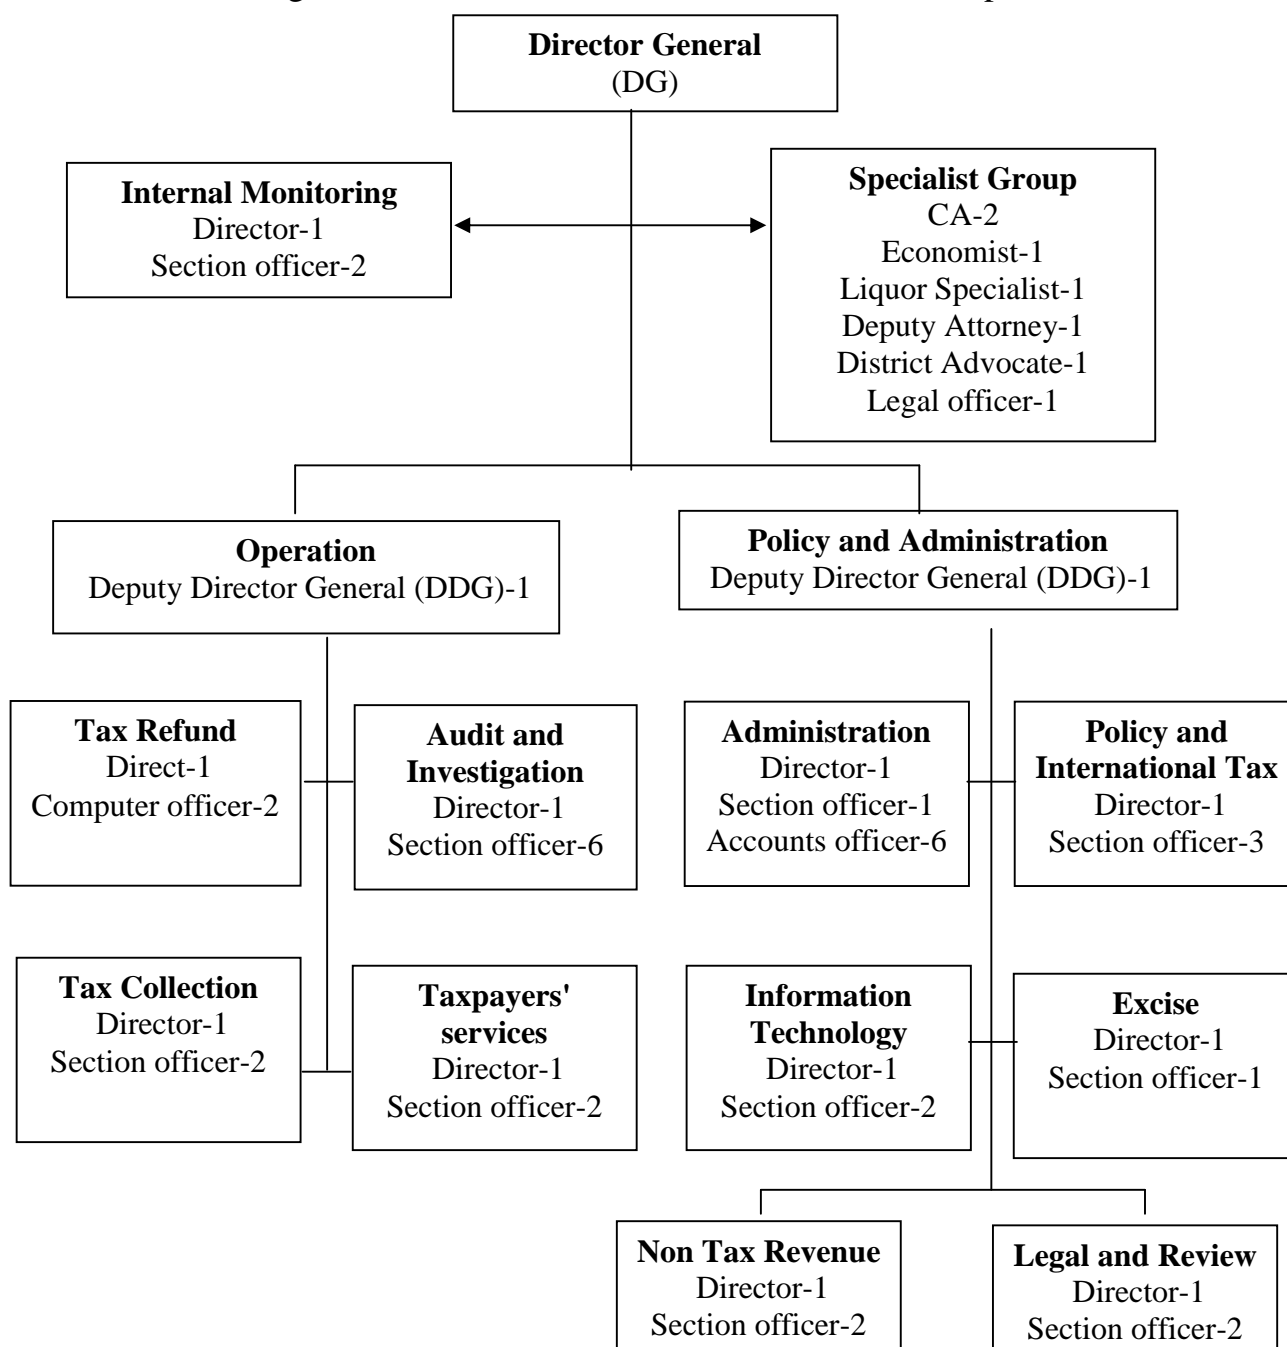 Director General
(DG)
Internal Monitoring
Director-1
Section officer-2
Specialist Group
CA-2
Economist-1
Liquor Specialist-1
Deputy Attorney-1
District Advocate-1
Legal officer-1
Operation
Deputy Director General (DDG)-1
Policy and Administration
Deputy Director General (DDG)-1
Tax Refund
Direct-1
Computer officer-2
Audit and
Investigation
Director-1
Section officer-6
Administration
Director-1
Section officer-1
Accounts officer-6
Policy and
International Tax
Director-1
Section officer-3
Tax Collection
Director-1
Section officer-2
Taxpayers'
services
Director-1
Section officer-2
Information
Technology
Director-1
Section officer-2
Excise
Director-1
Section officer-1
Non Tax Revenue
Director-1
Section officer-2
Legal and Review
Director-1
Section officer-2